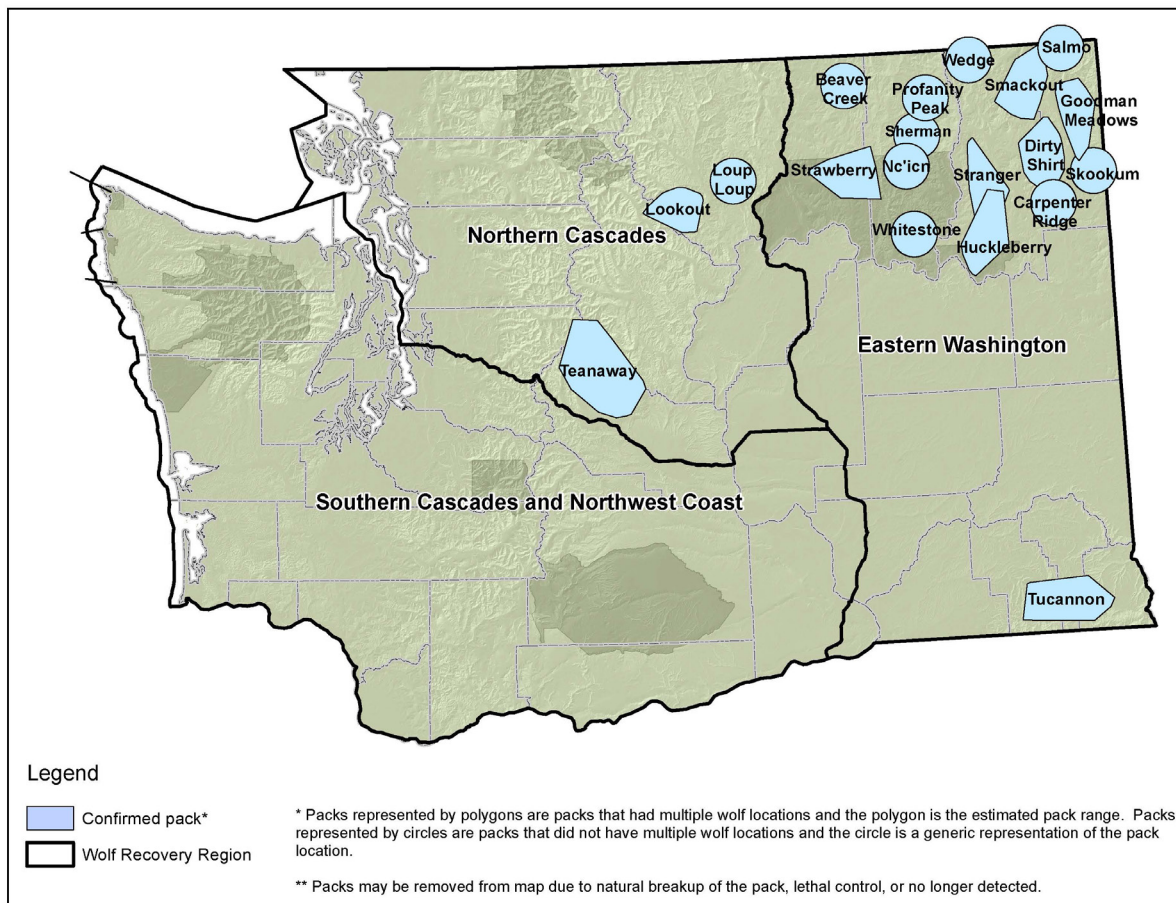 Salmo
Wedge
Beaver
Creek
Profanity
Peak
Smackout
Goodman
Meadows
Sherman
Dirty
Shirt
Loup
Loup
Strawberry
Nc'icn
Stranger
Skookum
Lookout
Carpenter
Ridge
Northern Cascades
Whitestone
Huckleberry
Eastern Washington
Teanaway
Southern Cascades and Northwest Coast
Tucannon
Legend
Confirmed pack*
Wolf Recovery Region
* Packs represented by polygons are packs that had multiple wolf locations and the polygon is the estimated pack range. Packs
represented by circles are packs that did not have multiple wolf locations and the circle is a generic representation of the pack
location.
** Packs may be removed from map due to natural breakup of the pack, lethal control, or no longer detected.